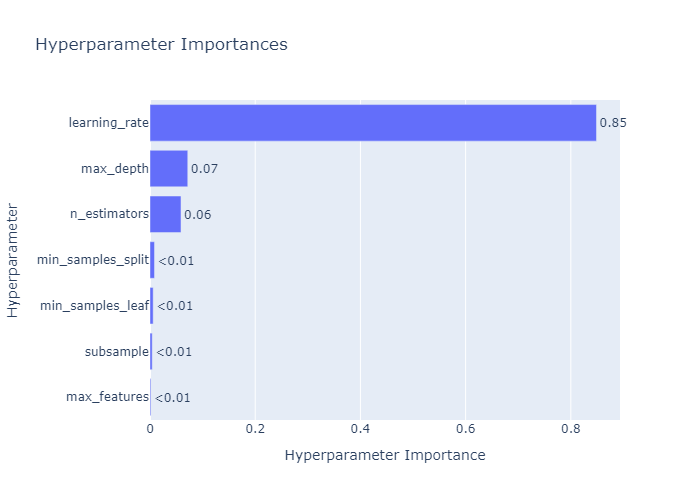 Hyperparameter Importances
learning_rate 0.85
max_depth 0.07
n_estimators 0.06
min_samples_split <0.01
min_samples_leaf <0.01
subsample <0.01
max_features <0.01
Hyperparameter
0 0.2 0.4 0.6 0.8
Hyperparameter Importance